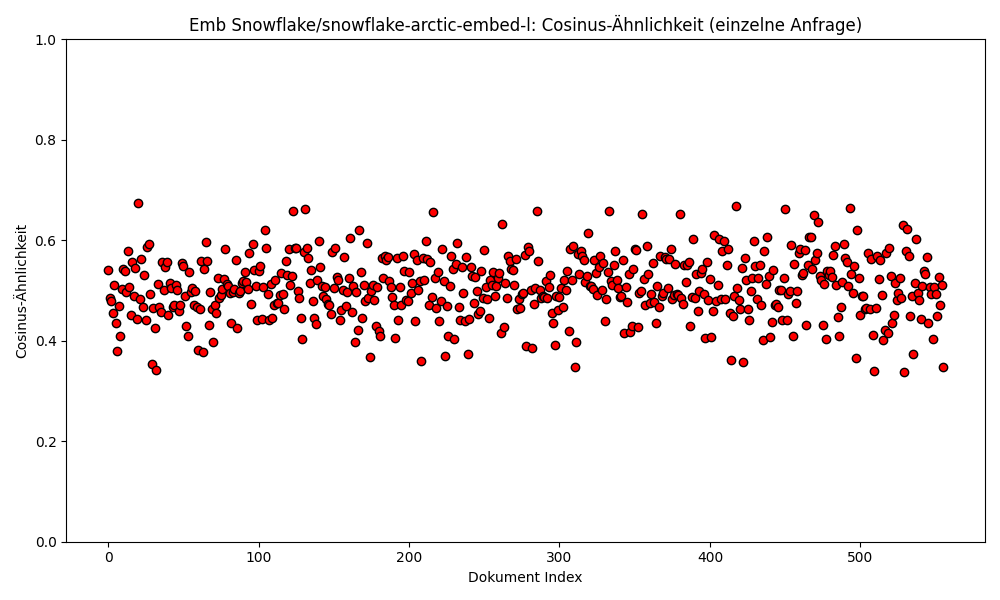 Emb Snowflake/snowflake-arctic-embed-l: Cosinus-Ähnlichkeit (einzelne Anfrage)
1.0
0.8
0.6
0.4
0.2
0.0
Cosinus-Ähnlichkeit
0 100 200 300 400 500
Dokument Index